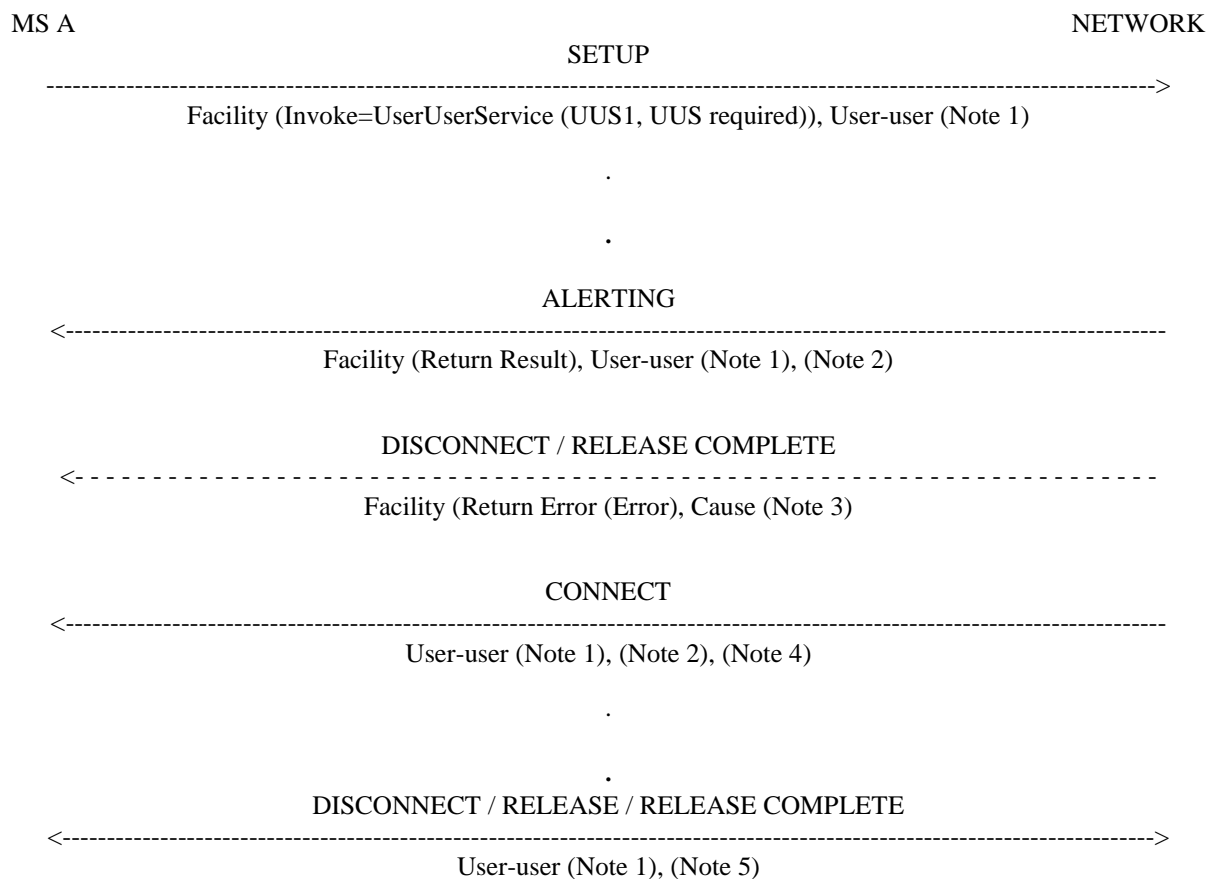 MS A NETWORK
SETUP
------------------------------------------------------------------------------------------------------------------------>
Facility (Invoke=UserUserService (UUS1, UUS required)), User-user (Note 1)
.
.
ALERTING
<------------------------------------------------------------------------------------------------------------------------
Facility (Return Result), User-user (Note 1), (Note 2)
DISCONNECT / RELEASE COMPLETE
<- - - - - - - - - - - - - - - - - - - - - - - - - - - - - - - - - - - - - - - - - - - - - - - - - - - - - - - - - - - - - - - - - - - - - -
Facility (Return Error (Error), Cause (Note 3)
CONNECT
<------------------------------------------------------------------------------------------------------------------------
User-user (Note 1), (Note 2), (Note 4)
.
.
DISCONNECT / RELEASE / RELEASE COMPLETE
<----------------------------------------------------------------------------------------------------------------------->
User-user (Note 1), (Note 5)